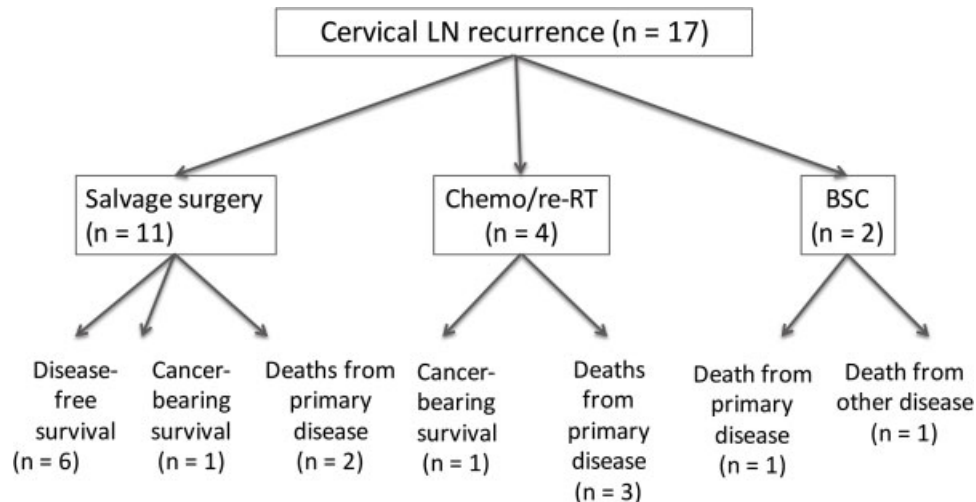 Cervical LN recurrence (n = 17)
Salvage surgery
(n = 11)
Chemo/re-RT
(n = 4)
BSC
(n = 2)
Disease-
free
survival
(n = 6)
Cancer-
bearing
survival
(n = 1)
Deaths from
primary
disease
(n = 2)
Cancer-
bearing
survival
(n = 1)
Deaths
from
primary
disease
(n = 3)
Death from
primary
disease
(n = 1)
Death from
other disease
(n = 1)